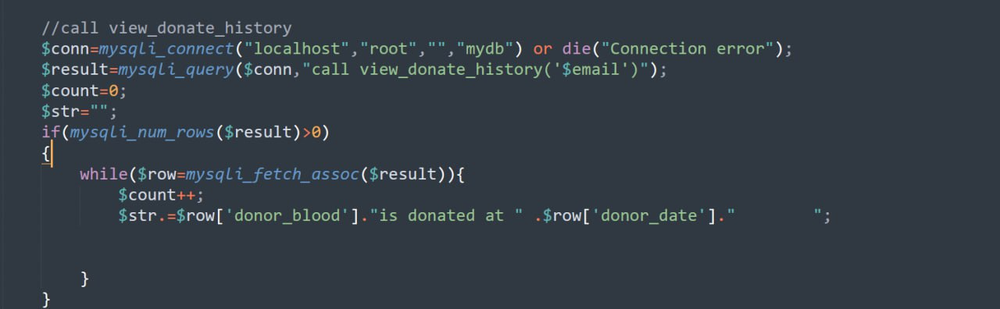 //call view_donate_history
$conn=mysqli_connect("localhost","root","","mydb") or die("Connection error");
$result=mysqli_query($conn,"call view_donate_history('$email')");
$count=0;
$str="";
if(mysqli_num_rows($result)>0)
{
    while($row=mysqli_fetch_assoc($result)){
        $count++;
        $str.=$row['donor_blood']."is donated at " .$row['donor_date']."        ";
    }
}